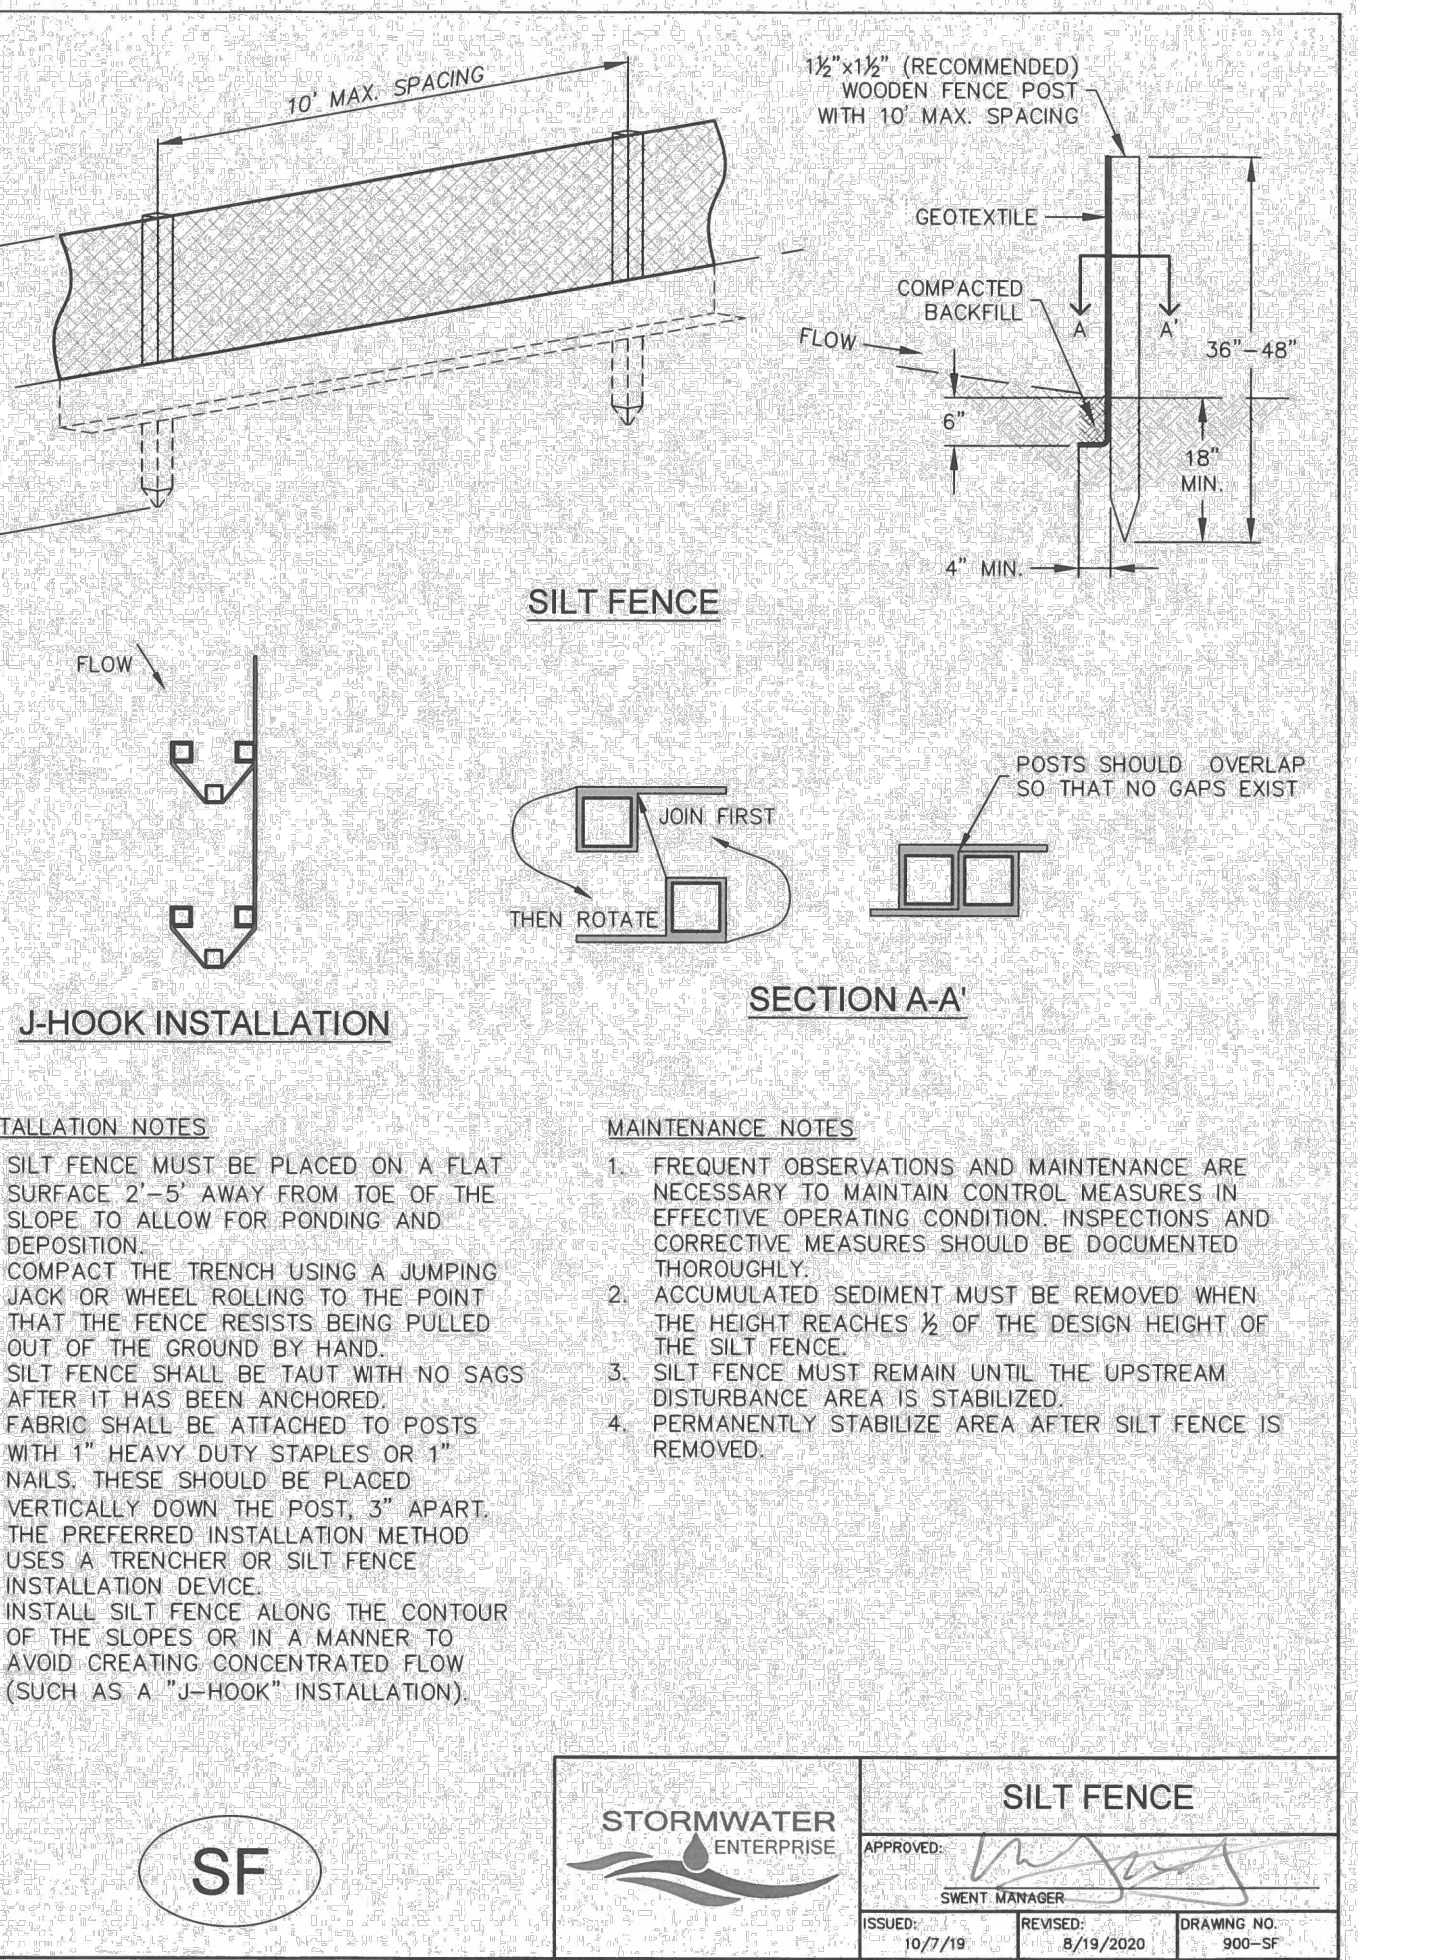 10' MAX. SPACING
1½"x1½" (RECOMMENDED)
WOODEN FENCE POST
WITH 10' MAX. SPACING
GEOTEXTILE
COMPACTED
BACKFILL
FLOW
A
A'
36"-48"
6"
18"
MIN.
4" MIN.
SILT FENCE
FLOW
JOIN FIRST
THEN ROTATE
POSTS SHOULD OVERLAP
SO THAT NO GAPS EXIST
SECTION A-A'
J-HOOK INSTALLATION
TALLATION NOTES
SILT FENCE MUST BE PLACED ON A FLAT
SURFACE 2'-5' AWAY FROM TOE OF THE
SLOPE TO ALLOW FOR PONDING AND
DEPOSITION.
COMPACT THE TRENCH USING A JUMPING
JACK OR WHEEL ROLLING TO THE POINT
THAT THE FENCE RESISTS BEING PULLED
OUT OF THE GROUND BY HAND.
SILT FENCE SHALL BE TAUT WITH NO SAGS
AFTER IT HAS BEEN ANCHORED.
FABRIC SHALL BE ATTACHED TO POSTS
WITH 1" HEAVY DUTY STAPLES OR 1"
NAILS. THESE SHOULD BE PLACED
VERTICALLY DOWN THE POST, 3" APART.
THE PREFERRED INSTALLATION METHOD
USES A TRENCHER OR SILT FENCE
INSTALLATION DEVICE.
INSTALL SILT FENCE ALONG THE CONTOUR
OF THE SLOPES OR IN A MANNER TO
AVOID CREATING CONCENTRATED FLOW
(SUCH AS A "J-HOOK" INSTALLATION).
MAINTENANCE NOTES
1. FREQUENT OBSERVATIONS AND MAINTENANCE ARE
NECESSARY TO MAINTAIN CONTROL MEASURES IN
EFFECTIVE OPERATING CONDITION. INSPECTIONS AND
CORRECTIVE MEASURES SHOULD BE DOCUMENTED
THOROUGHLY.
2. ACCUMULATED SEDIMENT MUST BE REMOVED WHEN
THE HEIGHT REACHES ½ OF THE DESIGN HEIGHT OF
THE SILT FENCE.
3. SILT FENCE MUST REMAIN UNTIL THE UPSTREAM
DISTURBANCE AREA IS STABILIZED.
4. PERMANENTLY STABILIZE AREA AFTER SILT FENCE IS
REMOVED.
SF
STORMWATER
ENTERPRISE
SILT FENCE
APPROVED:
SWENT MANAGER
ISSUED:
10/7/19
REVISED:
8/19/2020
DRAWING NO.
900-SF